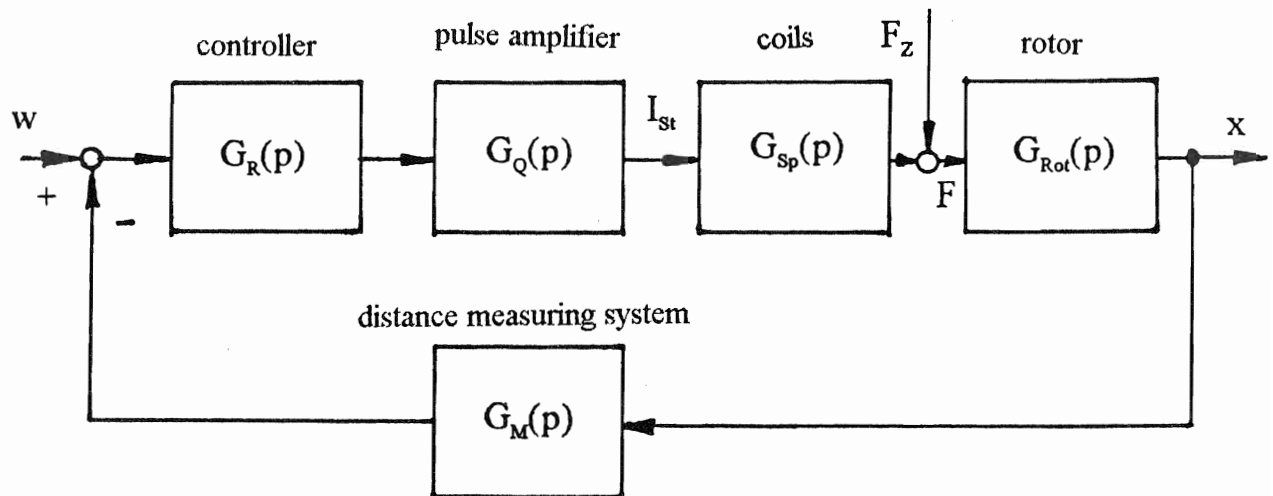 controller
pulse amplifier
coils
F_z
rotor
w
+
−
G_R(p)
G_Q(p)
I_St
G_Sp(p)
F
G_Rot(p)
x
distance measuring system
G_M(p)